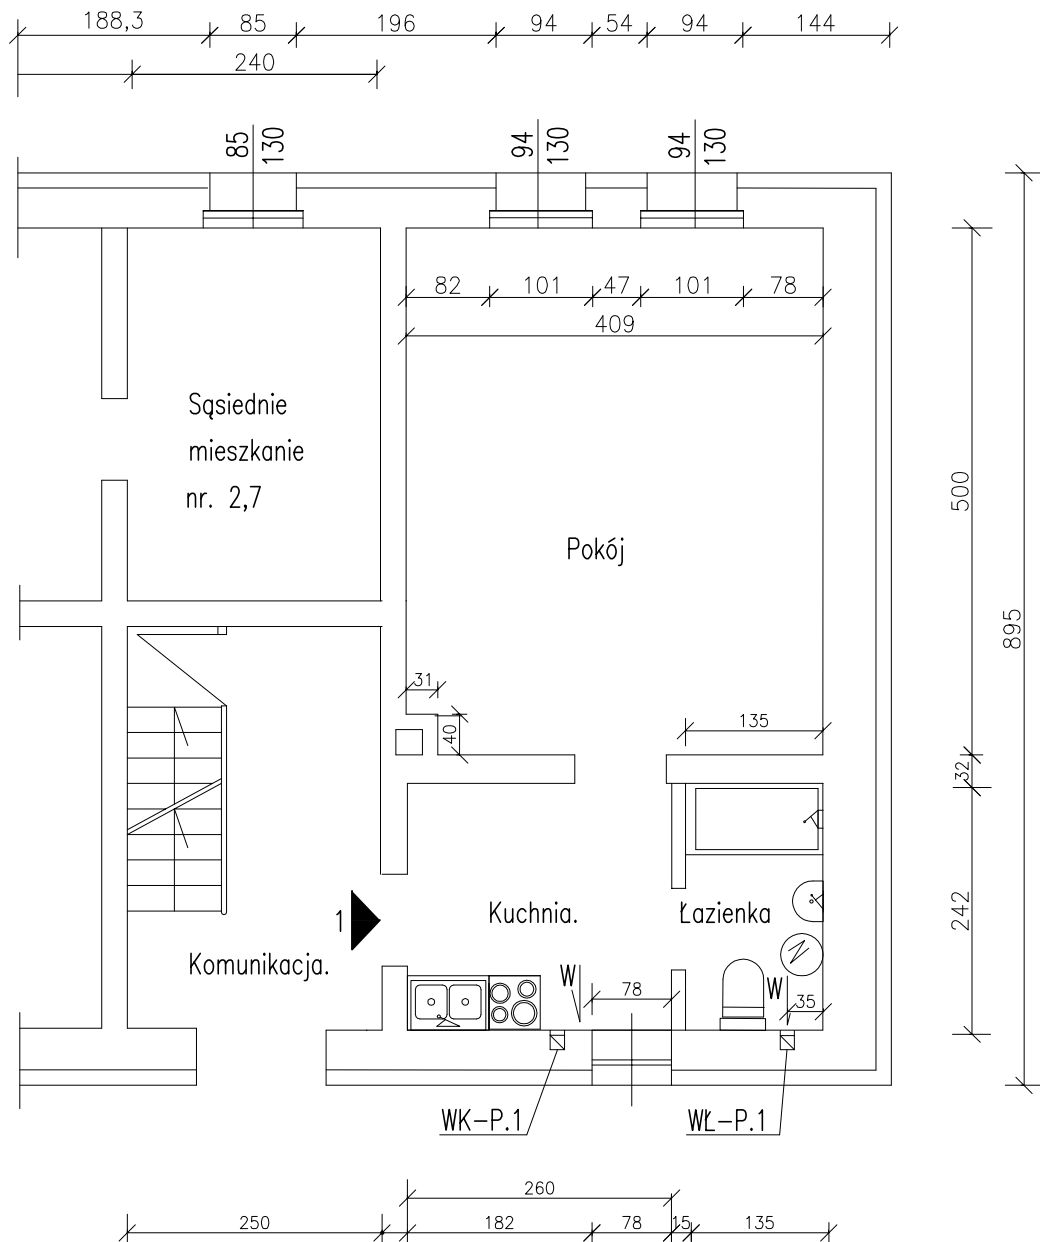 188,3 85 196 94 54 94 144
240
85 130 94 130 94 130
82 101 47 101 78
409
Sąsiednie
mieszkanie
nr. 2,7
Pokój
500
895
31
40
135
32
242
1
Kuchnia.
Łazienka
Komunikacja.
W
78
W
35
WK-P.1
WŁ-P.1
260
250 182 78 15 135